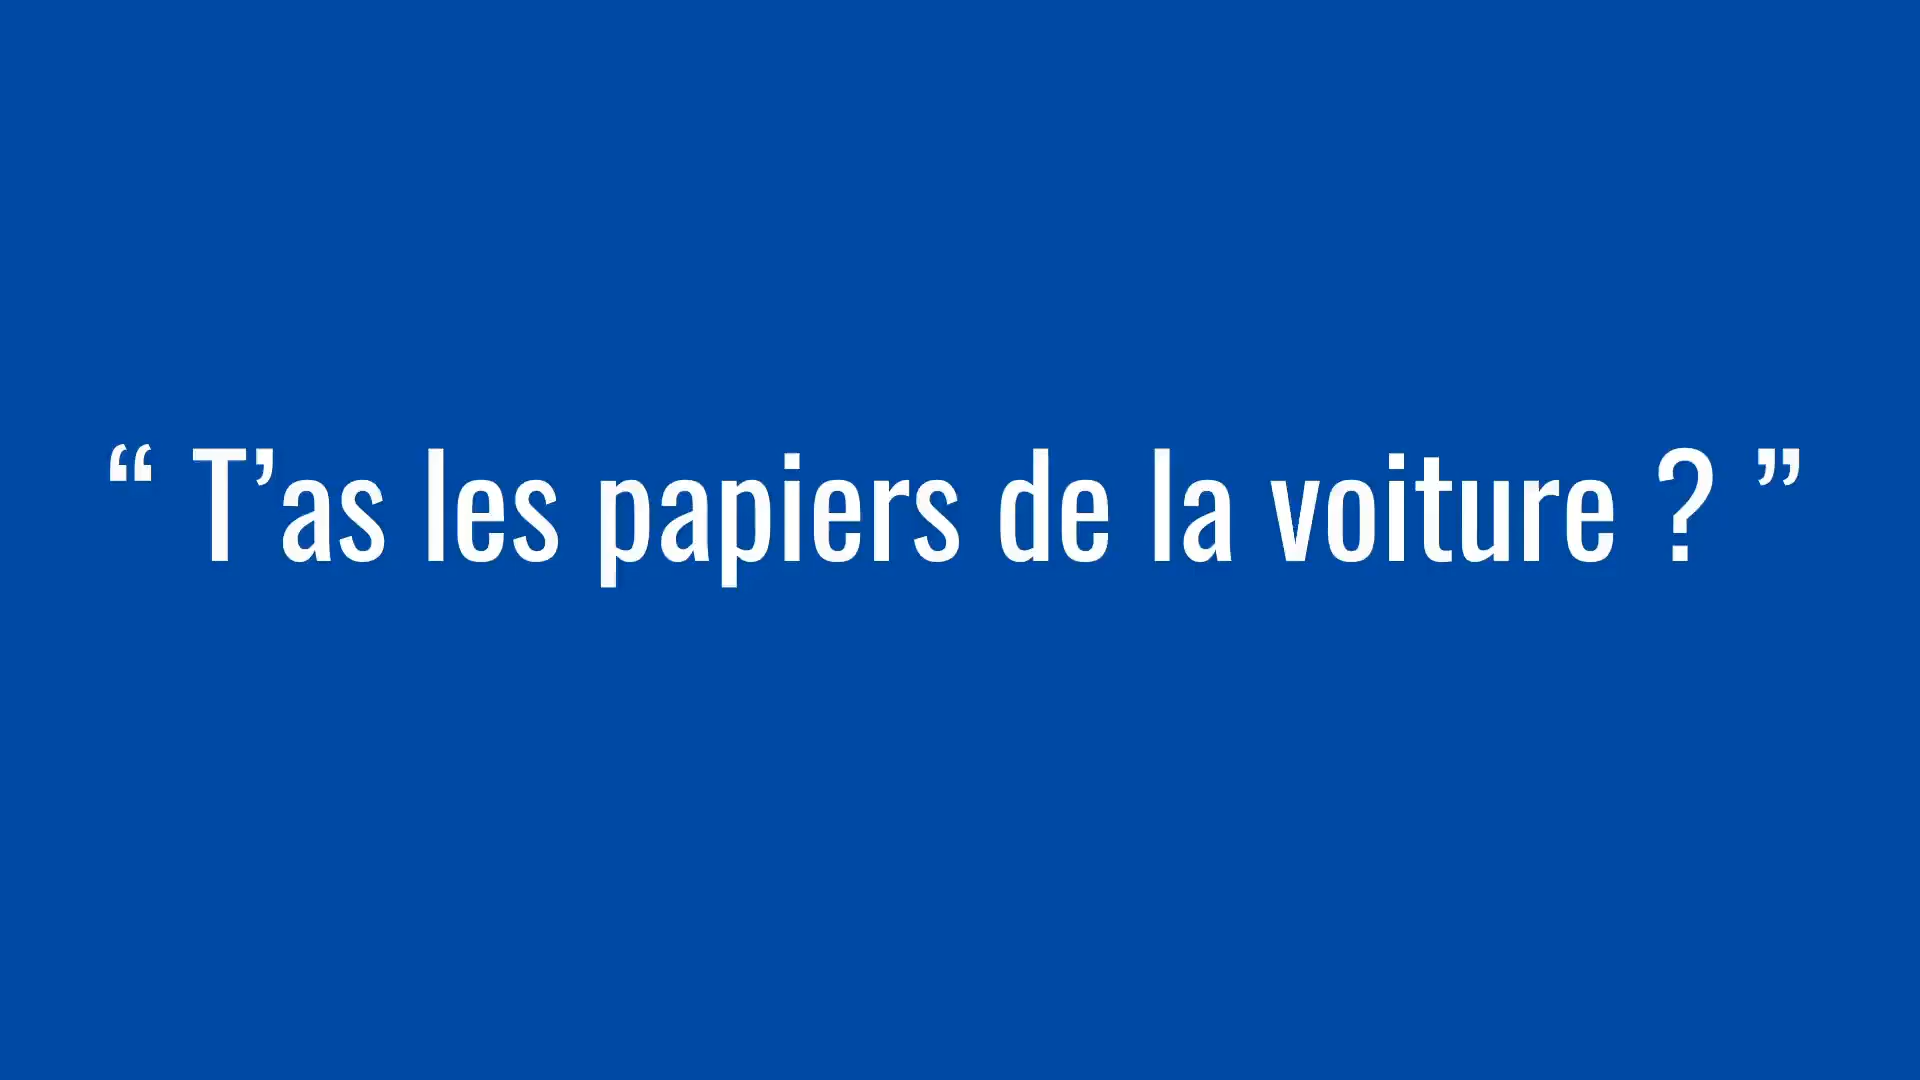 “ T’as les papiers de la voiture ? ”